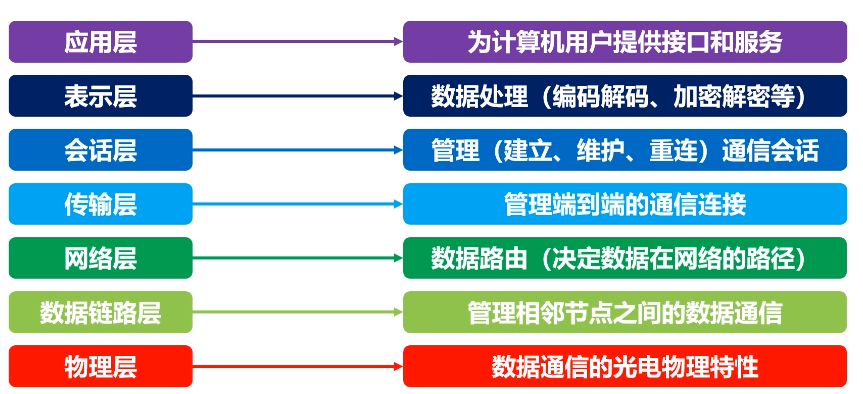 应用层
为计算机用户提供接口和服务
表示层
数据处理（编码解码、加密解密等）
会话层
管理（建立、维护、重连）通信会话
传输层
管理端到端的通信连接
网络层
数据路由（决定数据在网络的路径）
数据链路层
管理相邻节点之间的数据通信
物理层
数据通信的光电物理特性